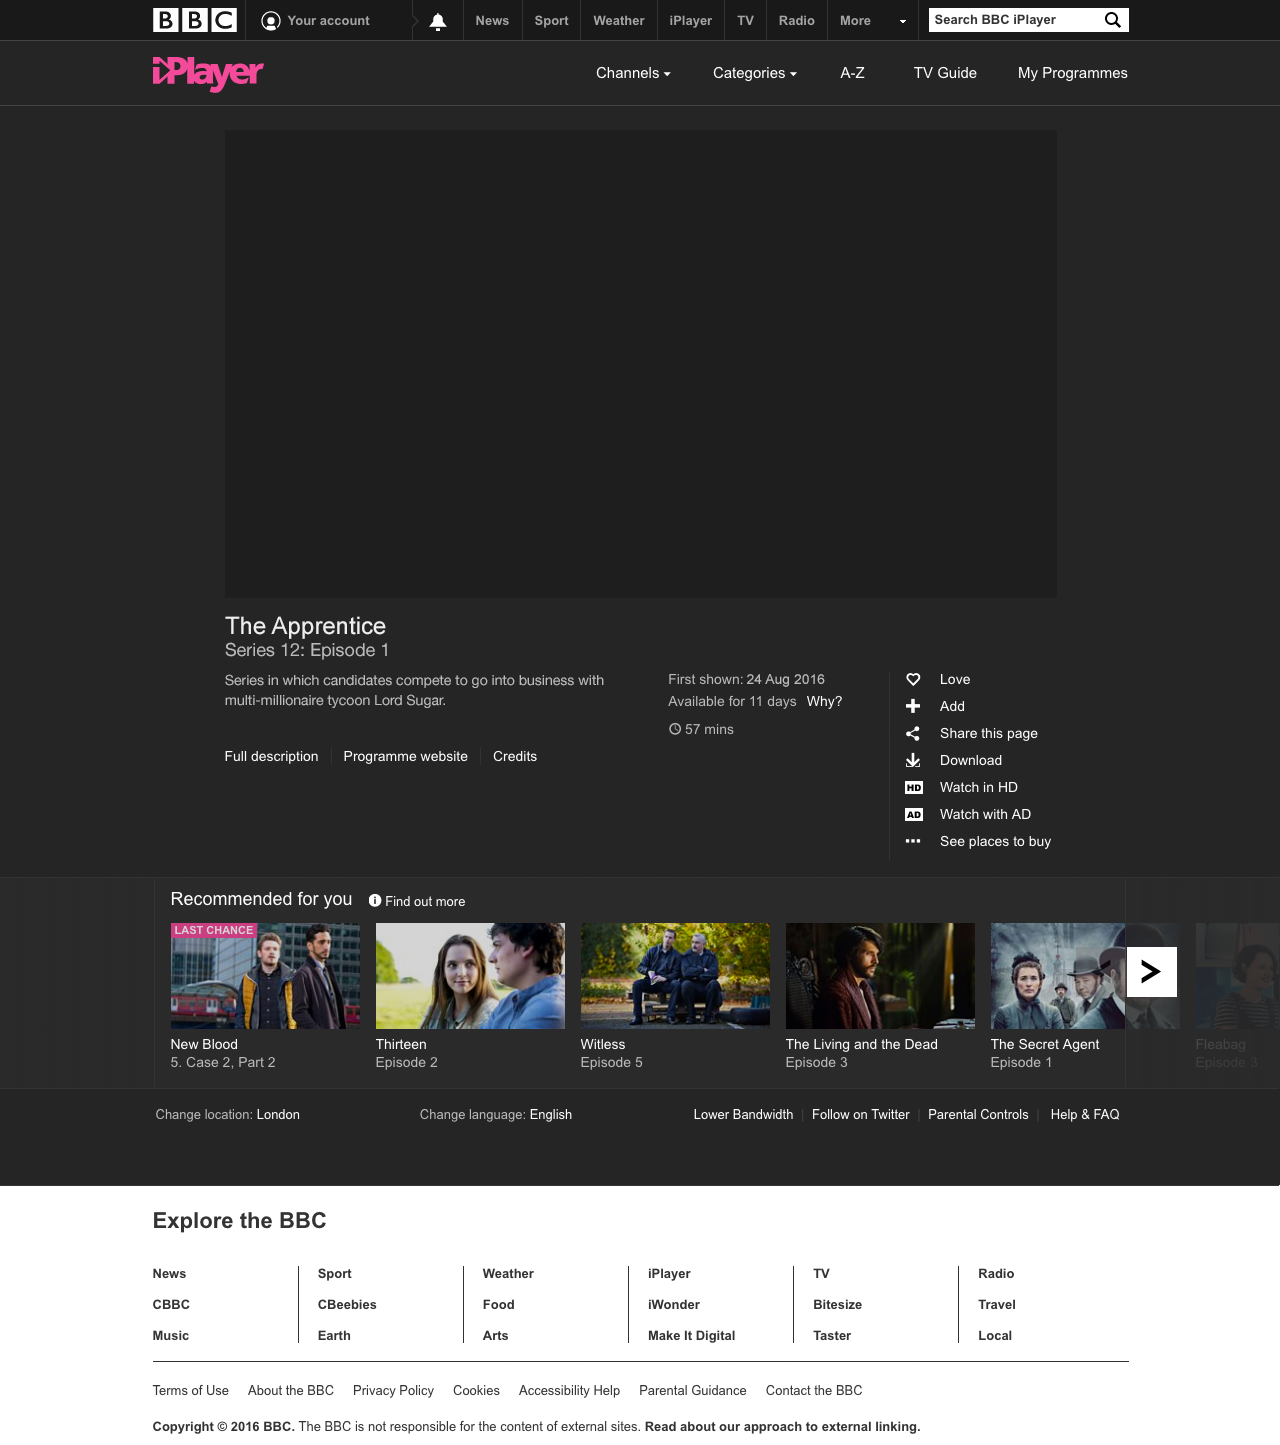 BBC Your account News Sport Weather iPlayer TV Radio More Search BBC iPlayer
iPlayer Channels Categories A-Z TV Guide My Programmes
The Apprentice
Series 12: Episode 1
Series in which candidates compete to go into business with
multi-millionaire tycoon Lord Sugar.
Full description Programme website Credits
First shown: 24 Aug 2016
Available for 11 days Why?
57 mins
Love
Add
Share this page
Download
HD Watch in HD
AD Watch with AD
See places to buy
Recommended for you Find out more
LAST CHANCE
New Blood
5. Case 2, Part 2
Thirteen
Episode 2
Witless
Episode 5
The Living and the Dead
Episode 3
The Secret Agent
Episode 1
Fleabag
Episode 3
Change location: London Change language: English Lower Bandwidth Follow on Twitter Parental Controls Help & FAQ
Explore the BBC
News Sport Weather iPlayer TV Radio
CBBC CBeebies Food iWonder Bitesize Travel
Music Earth Arts Make It Digital Taster Local
Terms of Use About the BBC Privacy Policy Cookies Accessibility Help Parental Guidance Contact the BBC
Copyright © 2016 BBC. The BBC is not responsible for the content of external sites. Read about our approach to external linking.